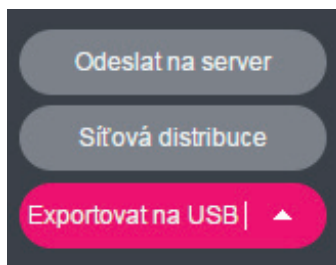 Odeslat na server
Síťová distribuce
Exportovat na USB